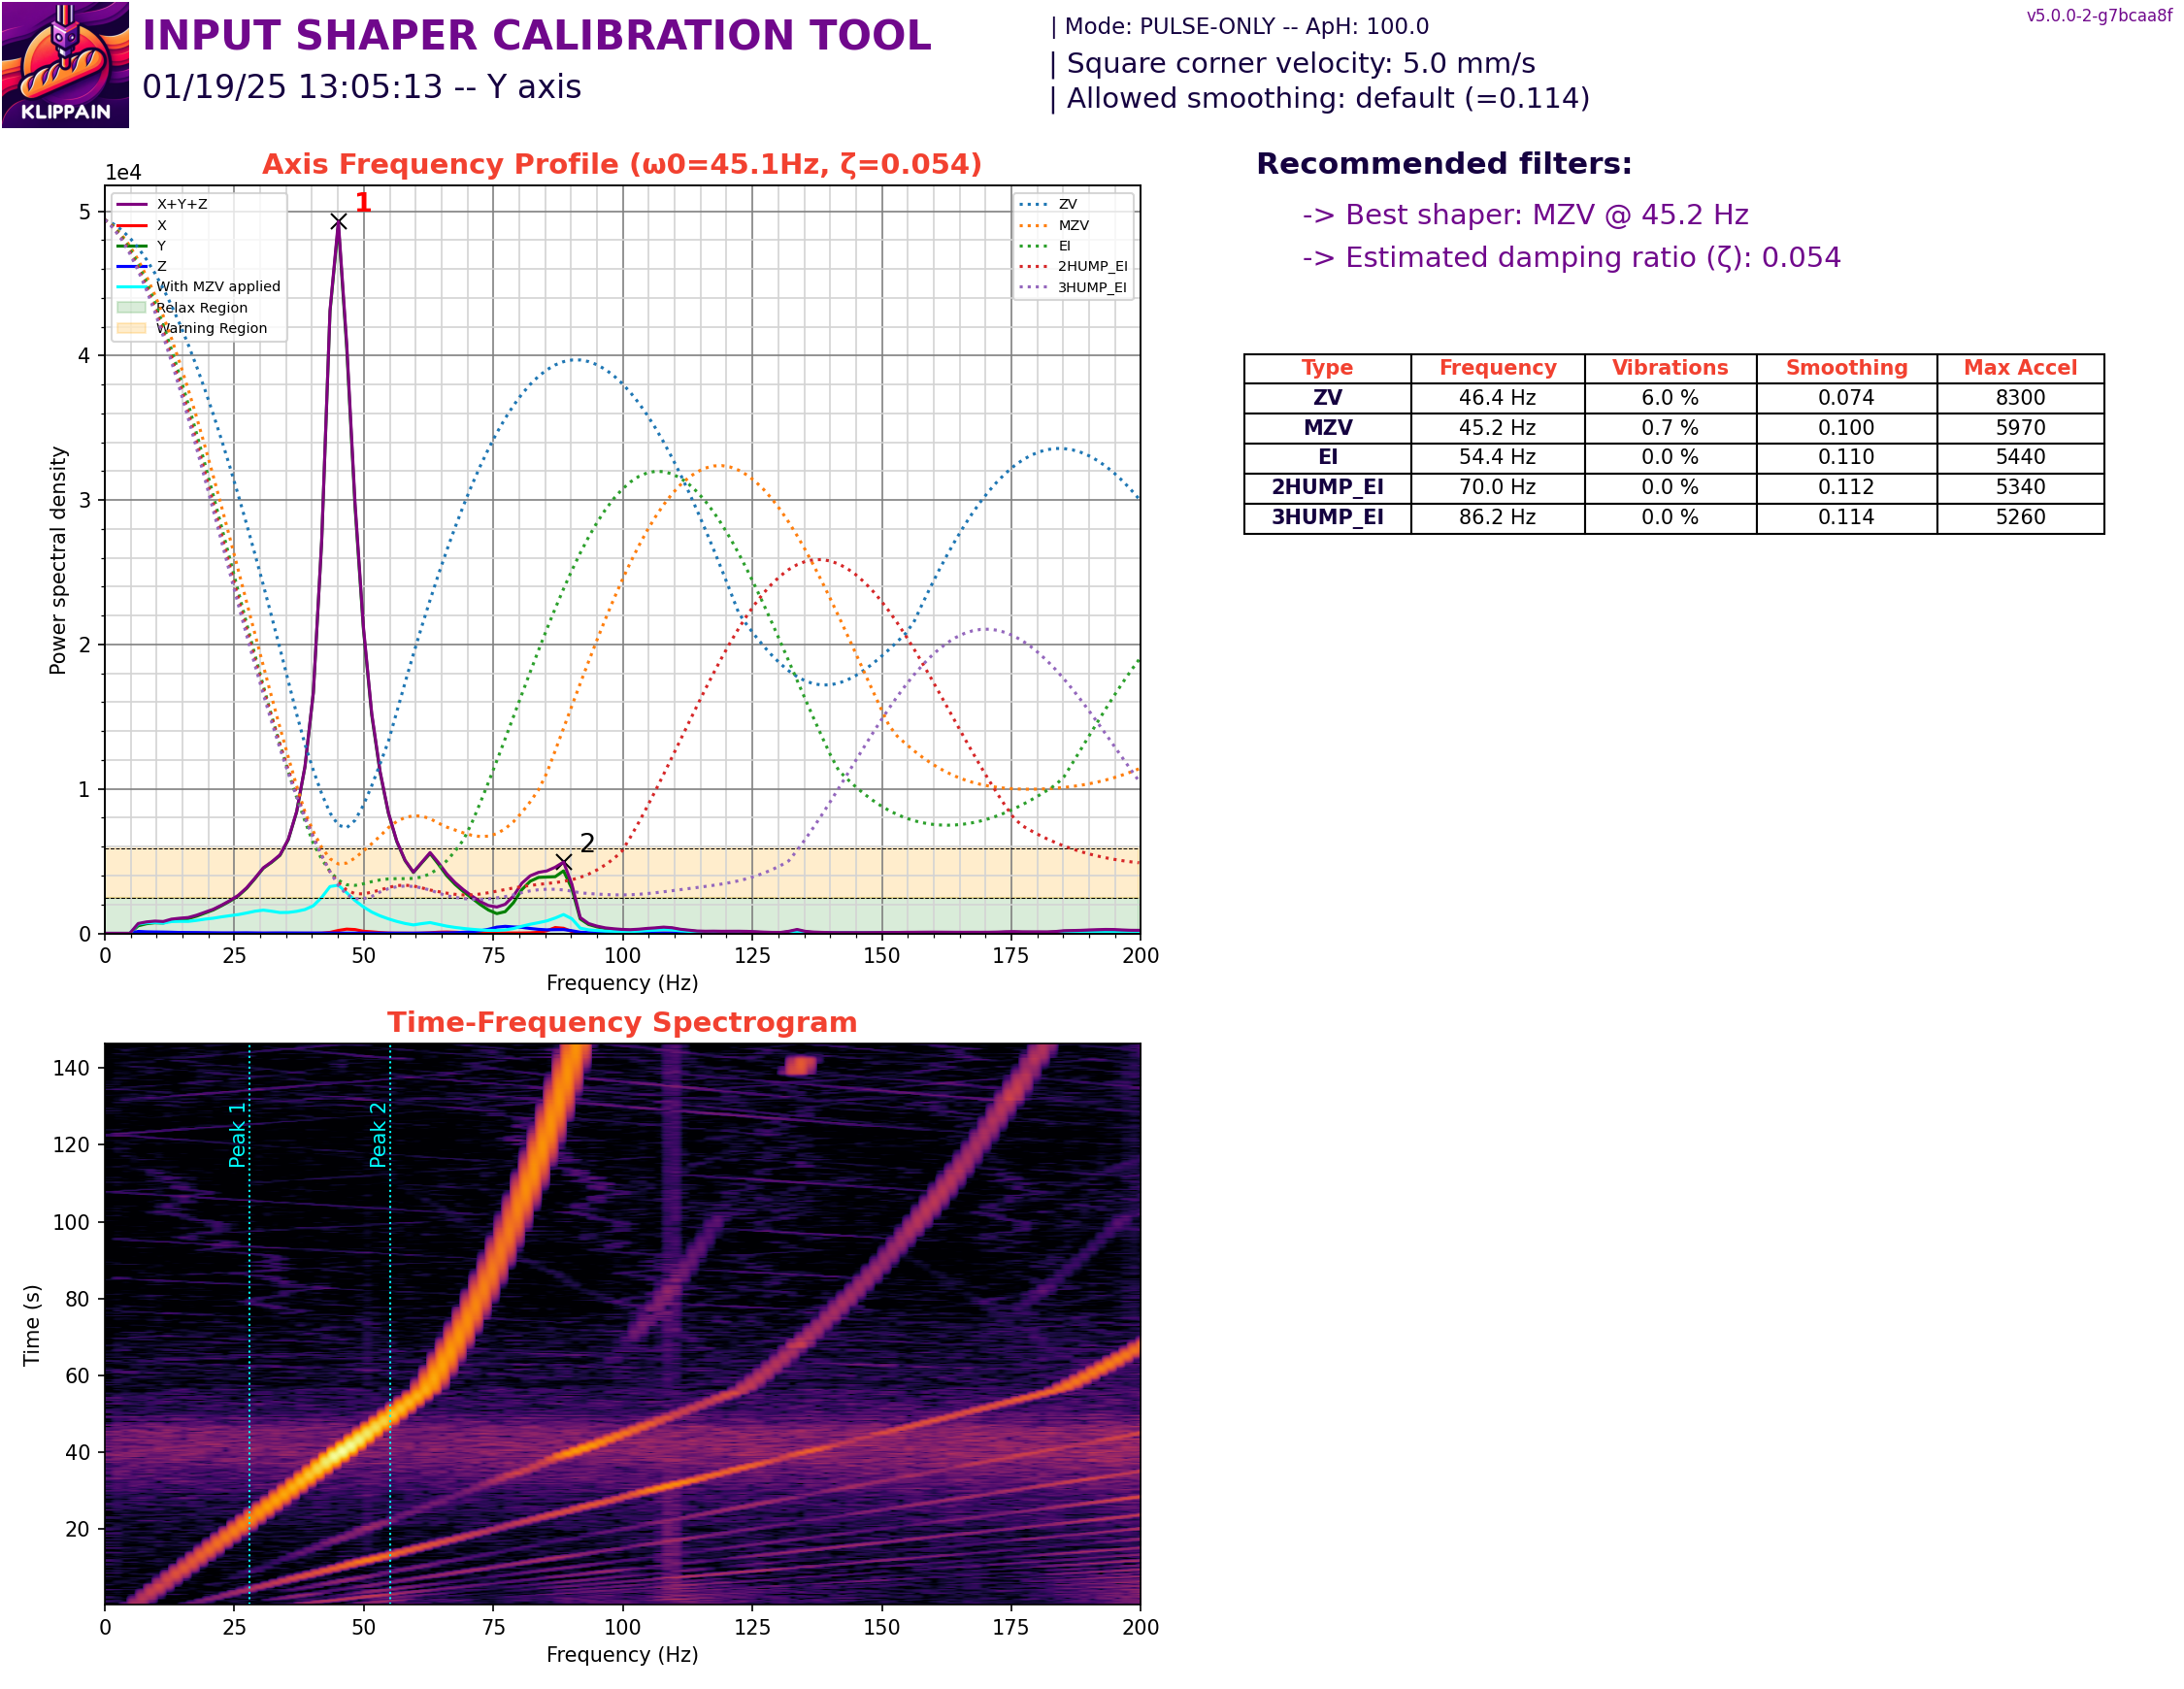 KLIPPAIN
INPUT SHAPER CALIBRATION TOOL
01/19/25 13:05:13 -- Y axis
| Mode: PULSE-ONLY -- ApH: 100.0
| Square corner velocity: 5.0 mm/s
| Allowed smoothing: default (=0.114)
v5.0.0-2-g7bcaa8f
Axis Frequency Profile (ω0=45.1Hz, ζ=0.054)
1e4
X+Y+Z
X
Y
Z
With MZV applied
Relax Region
Warning Region
ZV
MZV
EI
2HUMP_EI
3HUMP_EI
1
2
5
4
3
2
1
0
Power spectral density
0 25 50 75 100 125 150 175 200
Frequency (Hz)
Recommended filters:
-> Best shaper: MZV @ 45.2 Hz
-> Estimated damping ratio (ζ): 0.054
Type Frequency Vibrations Smoothing Max Accel
ZV 46.4 Hz 6.0 % 0.074 8300
MZV 45.2 Hz 0.7 % 0.100 5970
EI 54.4 Hz 0.0 % 0.110 5440
2HUMP_EI 70.0 Hz 0.0 % 0.112 5340
3HUMP_EI 86.2 Hz 0.0 % 0.114 5260
Time-Frequency Spectrogram
Peak 1
Peak 2
140
120
100
80
60
40
20
Time (s)
0 25 50 75 100 125 150 175 200
Frequency (Hz)